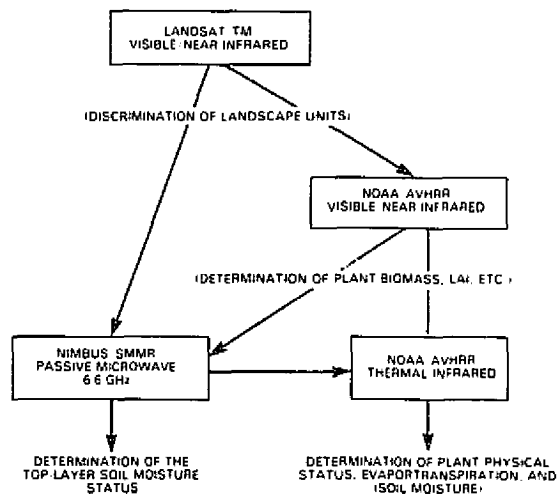 LANDSAT TM
VISIBLE NEAR INFRARED
(DISCRIMINATION OF LANDSCAPE UNITS)
NOAA AVHRR
VISIBLE NEAR INFRARED
(DETERMINATION OF PLANT BIOMASS, LAI, ETC.)
NIMBUS SMMR
PASSIVE MICROWAVE
6.6 GHz
NOAA AVHRR
THERMAL INFRARED
DETERMINATION OF THE
TOP-LAYER SOIL MOISTURE
STATUS
DETERMINATION OF PLANT PHYSICAL
STATUS, EVAPORTRANSPIRATION, AND
(SOIL MOISTURE)